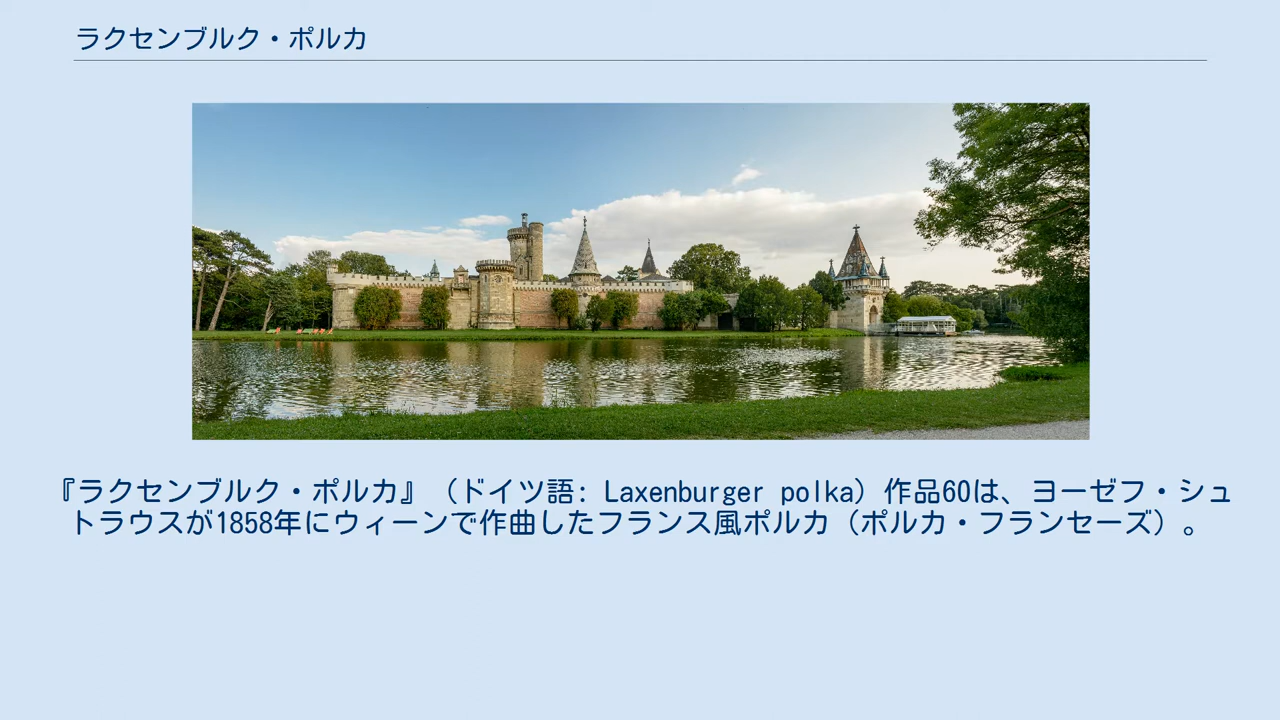 ラクセンブルク・ポルカ
『ラクセンブルク・ポルカ』（ドイツ語: Laxenburger polka）作品60は、ヨーゼフ・シュ
トラウスが1858年にウィーンで作曲したフランス風ポルカ（ポルカ・フランセーズ）。